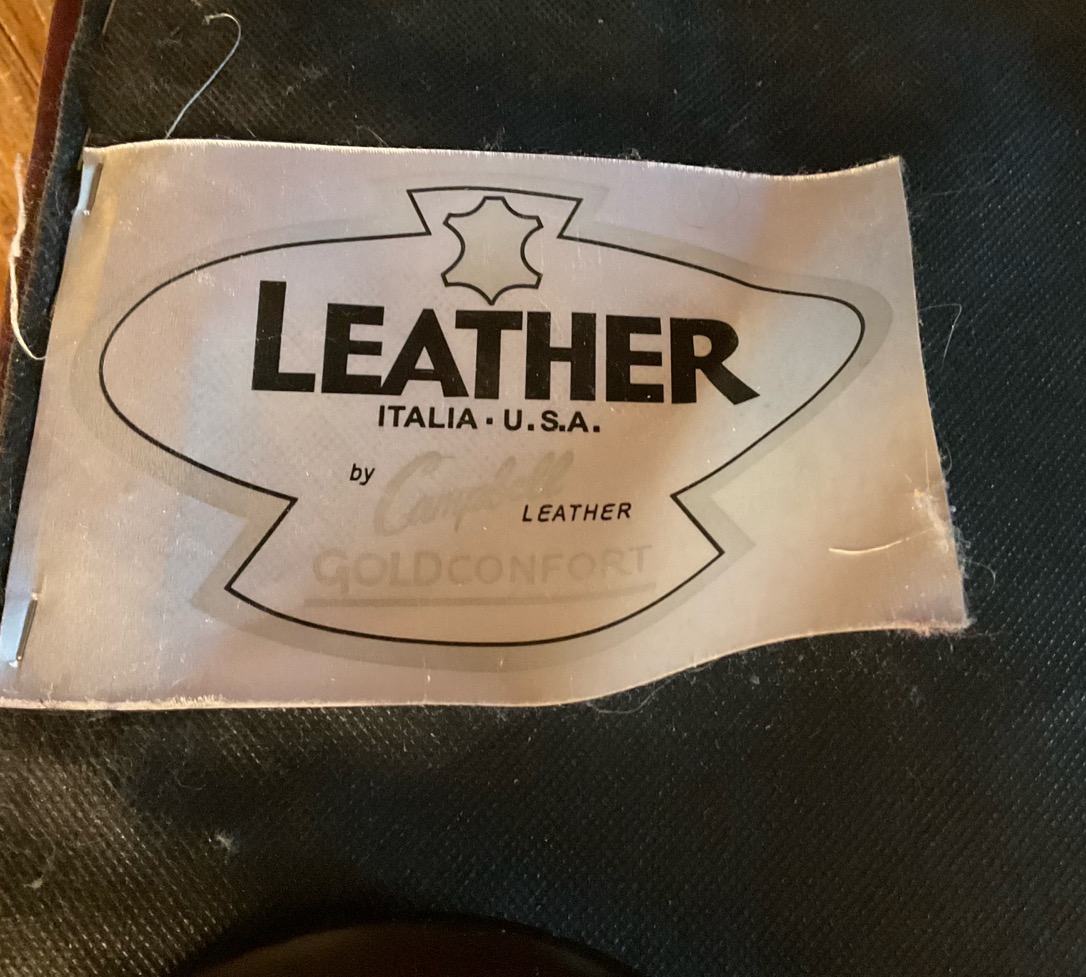 LEATHER
ITALIA · U.S.A.
by Campbell LEATHER
GOLDCONFORT